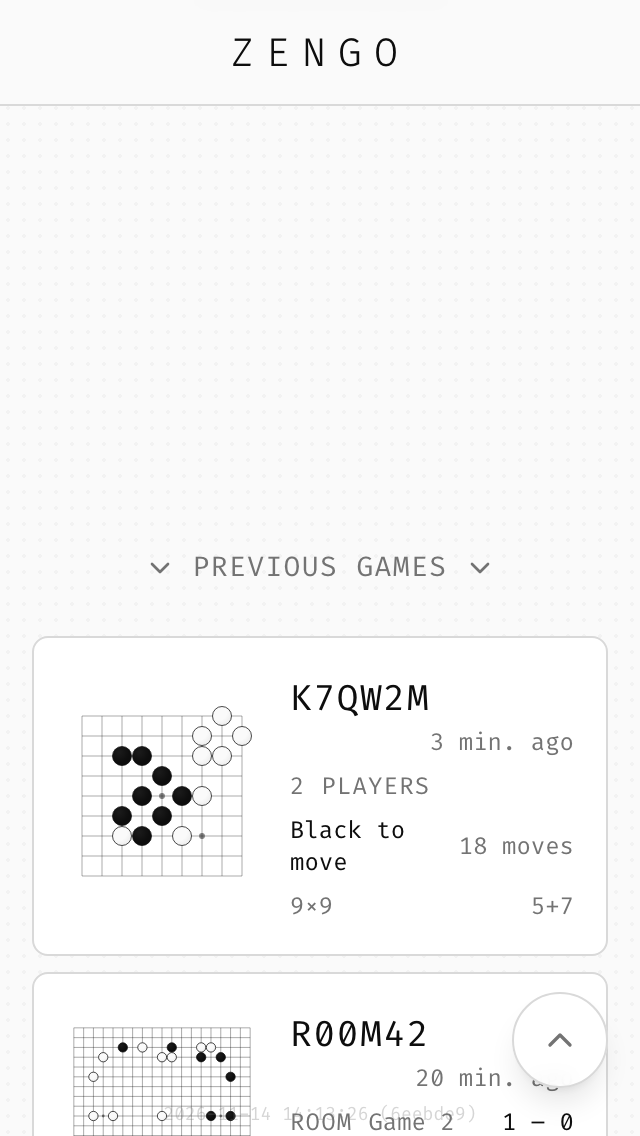 ZENGO
PREVIOUS GAMES
K7QW2M
3 min. ago
2 PLAYERS
Black to move
18 moves
9×9
5+7
R00M42
20 min.
ROOM Game 2
1 – 0